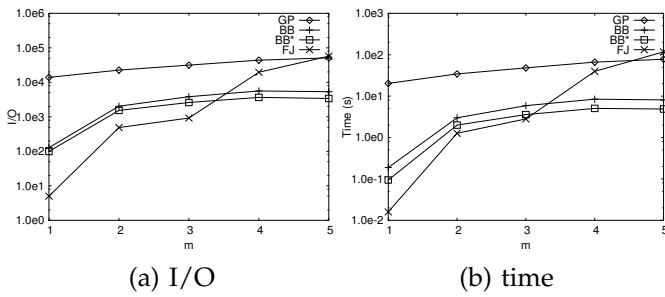 1.0e6
1.0e5
1.0e4
1.0e3
1.0e2
1.0e1
1.0e0
I/O
1 2 3 4 5
m
GP
BB
BB*
FJ
(a) I/O
1.0e3
1.0e2
1.0e1
1.0e0
1.0e-1
1.0e-2
Time (s)
1 2 3 4 5
m
GP
BB
BB*
FJ
(b) time